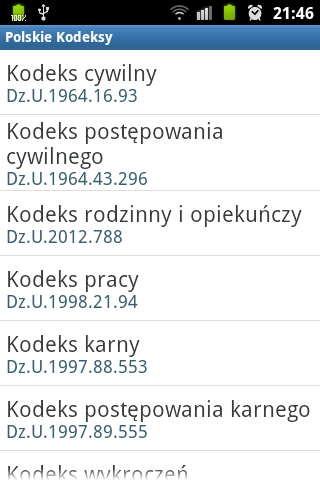 100%
21:46
Polskie Kodeksy
Kodeks cywilny
Dz.U.1964.16.93
Kodeks postępowania
cywilnego
Dz.U.1964.43.296
Kodeks rodzinny i opiekuńczy
Dz.U.2012.788
Kodeks pracy
Dz.U.1998.21.94
Kodeks karny
Dz.U.1997.88.553
Kodeks postępowania karnego
Dz.U.1997.89.555
Kodeks wykroczeń